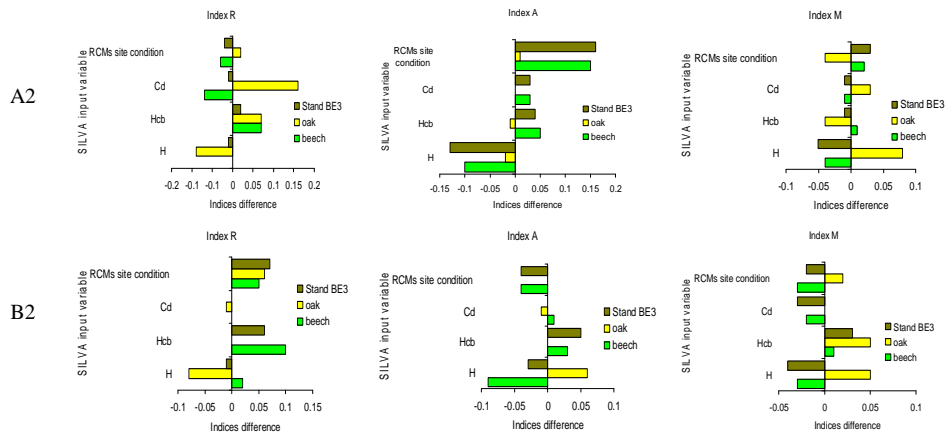 A2
Index R
SILVA input variable
RCMs site condition
Cd
Hcb
H
Stand BE3
oak
beech
-0.2 -0.1 0 0.1 0.15 0.2
Indices difference
Index A
SILVA input variable
RCMs site
condition
Cd
Hcb
H
Stand BE3
oak
beech
-0.15 -0.1 -0.05 0 0.05 0.1 0.15 0.2
Indices difference
Index M
SILVA input variable
RCMs site condition
Cd
Hcb
H
Stand BE3
oak
beech
-0.1 -0.05 0 0.05 0.1
Indices difference
B2
Index R
SILVA input variable
RCMs site condition
Cd
Hcb
H
Stand BE3
oak
beech
-0.1 -0.05 0 0.05 0.1 0.15
Indices difference
Index A
SILVA input variable
RCMs site condition
Cd
Hcb
H
Stand BE3
oak
beech
-0.1 -0.05 0 0.05 0.1
Indices difference
Index M
SILVA input variable
RCMs site condition
Cd
Hcb
H
Stand BE3
oak
beech
-0.1 -0.05 0 0.05 0.1
Indices difference